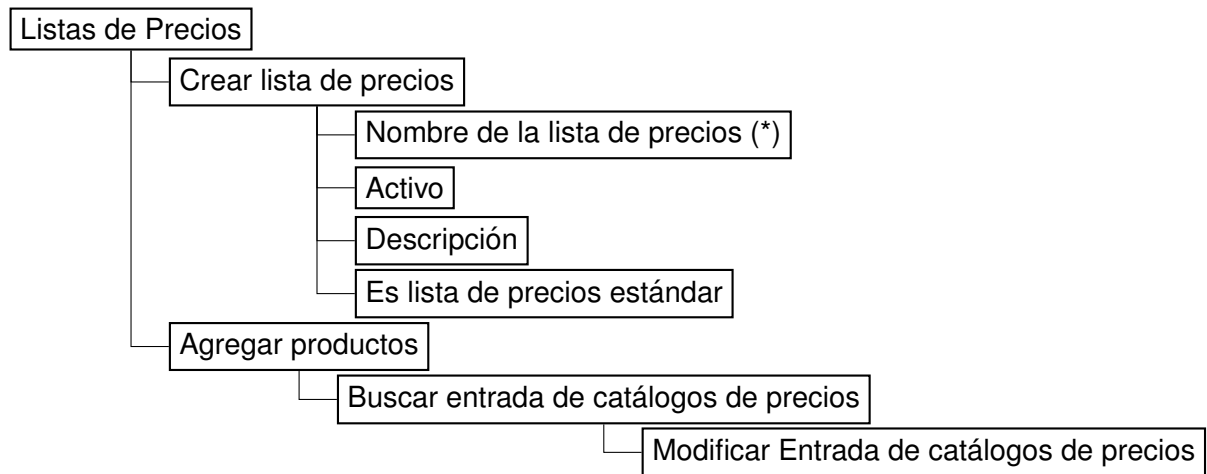 Listas de Precios
Crear lista de precios
Nombre de la lista de precios (*)
Activo
Descripción
Es lista de precios estándar
Agregar productos
Buscar entrada de catálogos de precios
Modificar Entrada de catálogos de precios